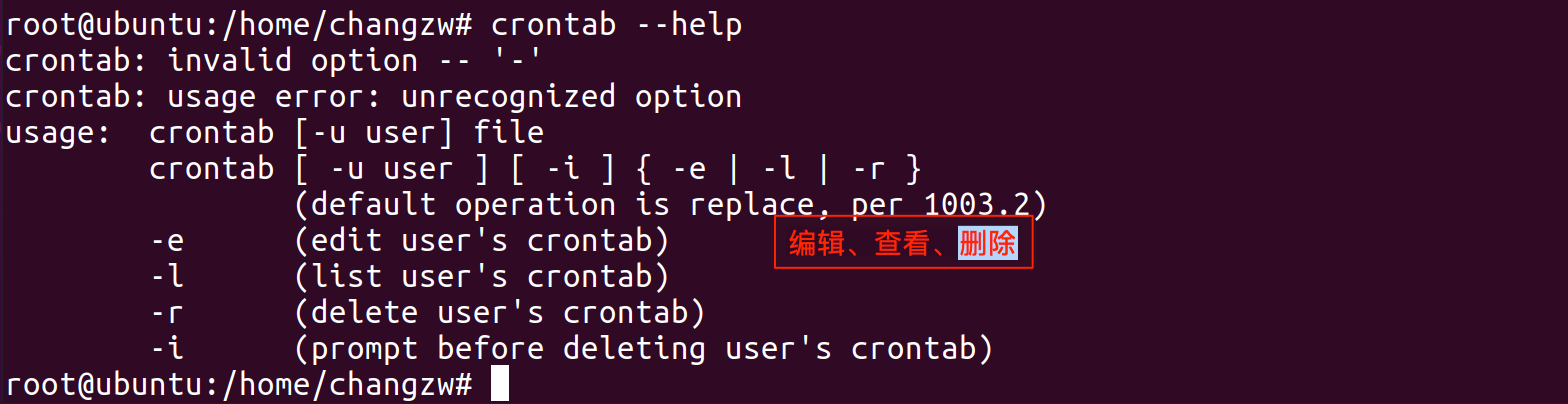 root@ubuntu:/home/changzw# crontab --help
crontab: invalid option -- '-'
crontab: usage error: unrecognized option
usage:  crontab [-u user] file
        crontab [ -u user ] [ -i ] { -e | -l | -r }
                (default operation is replace, per 1003.2)
        -e      (edit user's crontab)      编辑、查看、删除
        -l      (list user's crontab)
        -r      (delete user's crontab)
        -i      (prompt before deleting user's crontab)
root@ubuntu:/home/changzw#